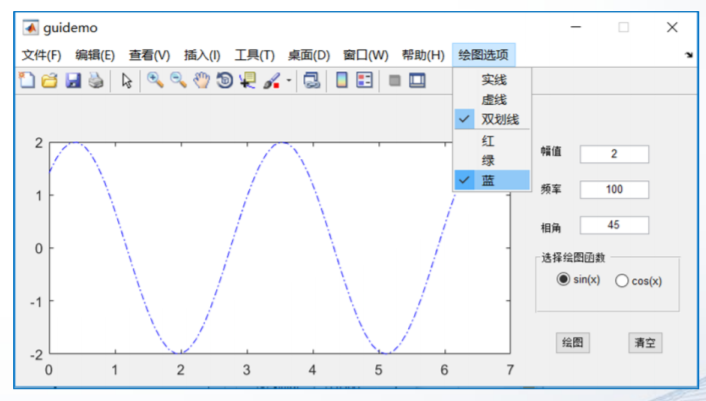 guidemo
文件(F) 编辑(E) 查看(V) 插入(I) 工具(T) 桌面(D) 窗口(W) 帮助(H) 绘图选项
实线
虚线
双划线
红
绿
蓝
2
1
0
-1
-2
0 1 2 3 4 5 6 7
幅值 2
频率 100
相角 45
选择绘图函数
sin(x) cos(x)
绘图 清空